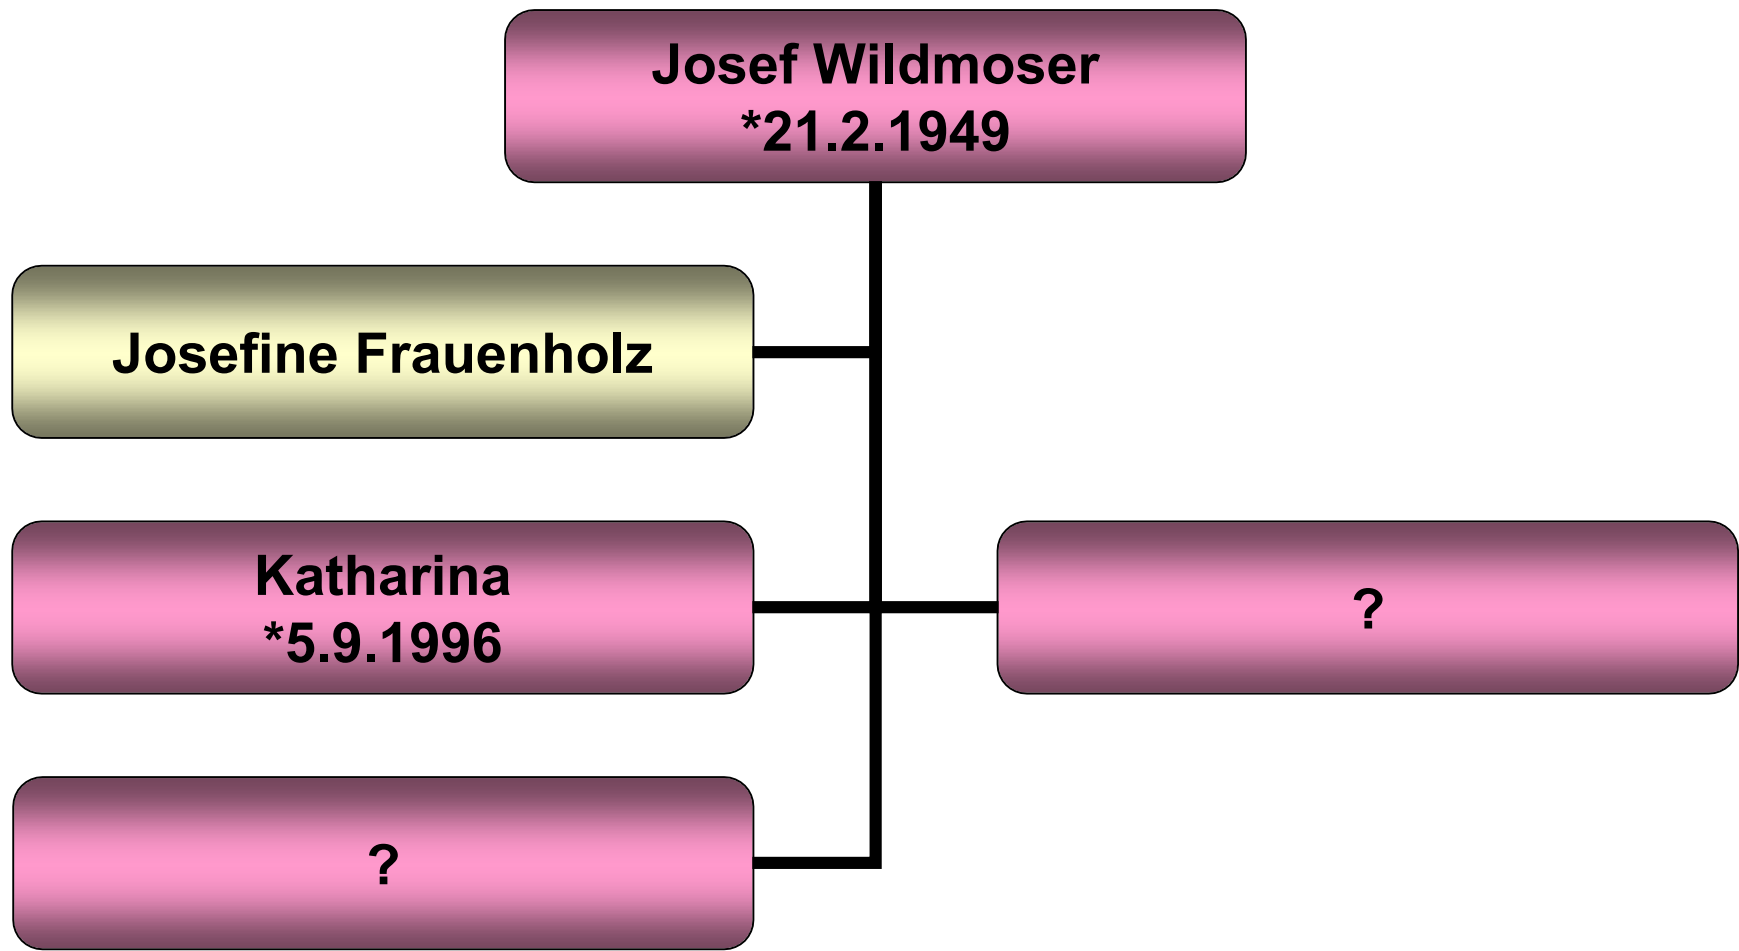 Josef Wildmoser
*21.2.1949
Josefine Frauenholz
Katharina
*5.9.1996
?
?